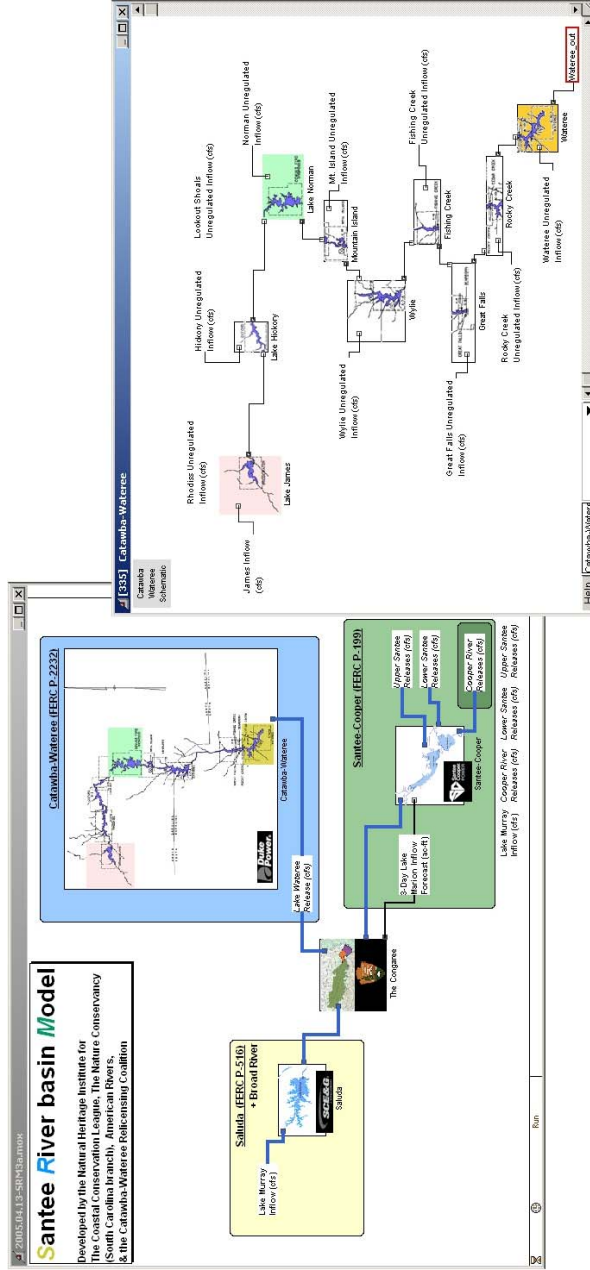 2005.04.13-SRM3a.mox
Santee River basin Model
Developed by the Natural Heritage Institute for
The Coastal Conservation League, The Nature Conservancy
(South Carolina branch), American Rivers,
& the Catawba-Wateree Relicensing Coalition
Catawba-Wateree (FERC P-2232)
Duke
Power.
Catawba-Wateree
Lake Wateree
Release (cfs)
Saluda (FERC P-516)
+ Broad River
Lake Murray
Inflow (cfs)
SCE&G
Saluda
The Congaree
Santee-Cooper (FERC P-199)
3-Day Lake
Marion Inflow
Forecast (ac-ft)
Santee-Cooper
Upper Santee
Releases (cfs)
Lower Santee
Releases (cfs)
Cooper River
Releases (cfs)
Lake Murray
Inflow (cfs)
Cooper River
Releases (cfs)
Lower Santee
Releases (cfs)
Upper Santee
Releases (cfs)
Run
[335] Catawba-Wateree
Catawba
Wateree
Schematic
James Inflow
(cfs)
Lake James
Rhodiss Unregulated
Inflow (cfs)
Hickory Unregulated
Inflow (cfs)
Lake Hickory
Lookout Shoals
Unregulated Inflow (cfs)
Norman Unregulated
Inflow (cfs)
Lake Norman
Mt. Island Unregulated
Inflow (cfs)
Mountain Island
Wylie Unregulated
Inflow (cfs)
Wylie
Fishing Creek
Unregulated Inflow (cfs)
Fishing Creek
Great Falls Unregulated
Inflow (cfs)
Great Falls
Rocky Creek
Unregulated Inflow (cfs)
Rocky Creek
Wateree Unregulated
Inflow (cfs)
Wateree
Wateree_out
Help
Catawba-Watere